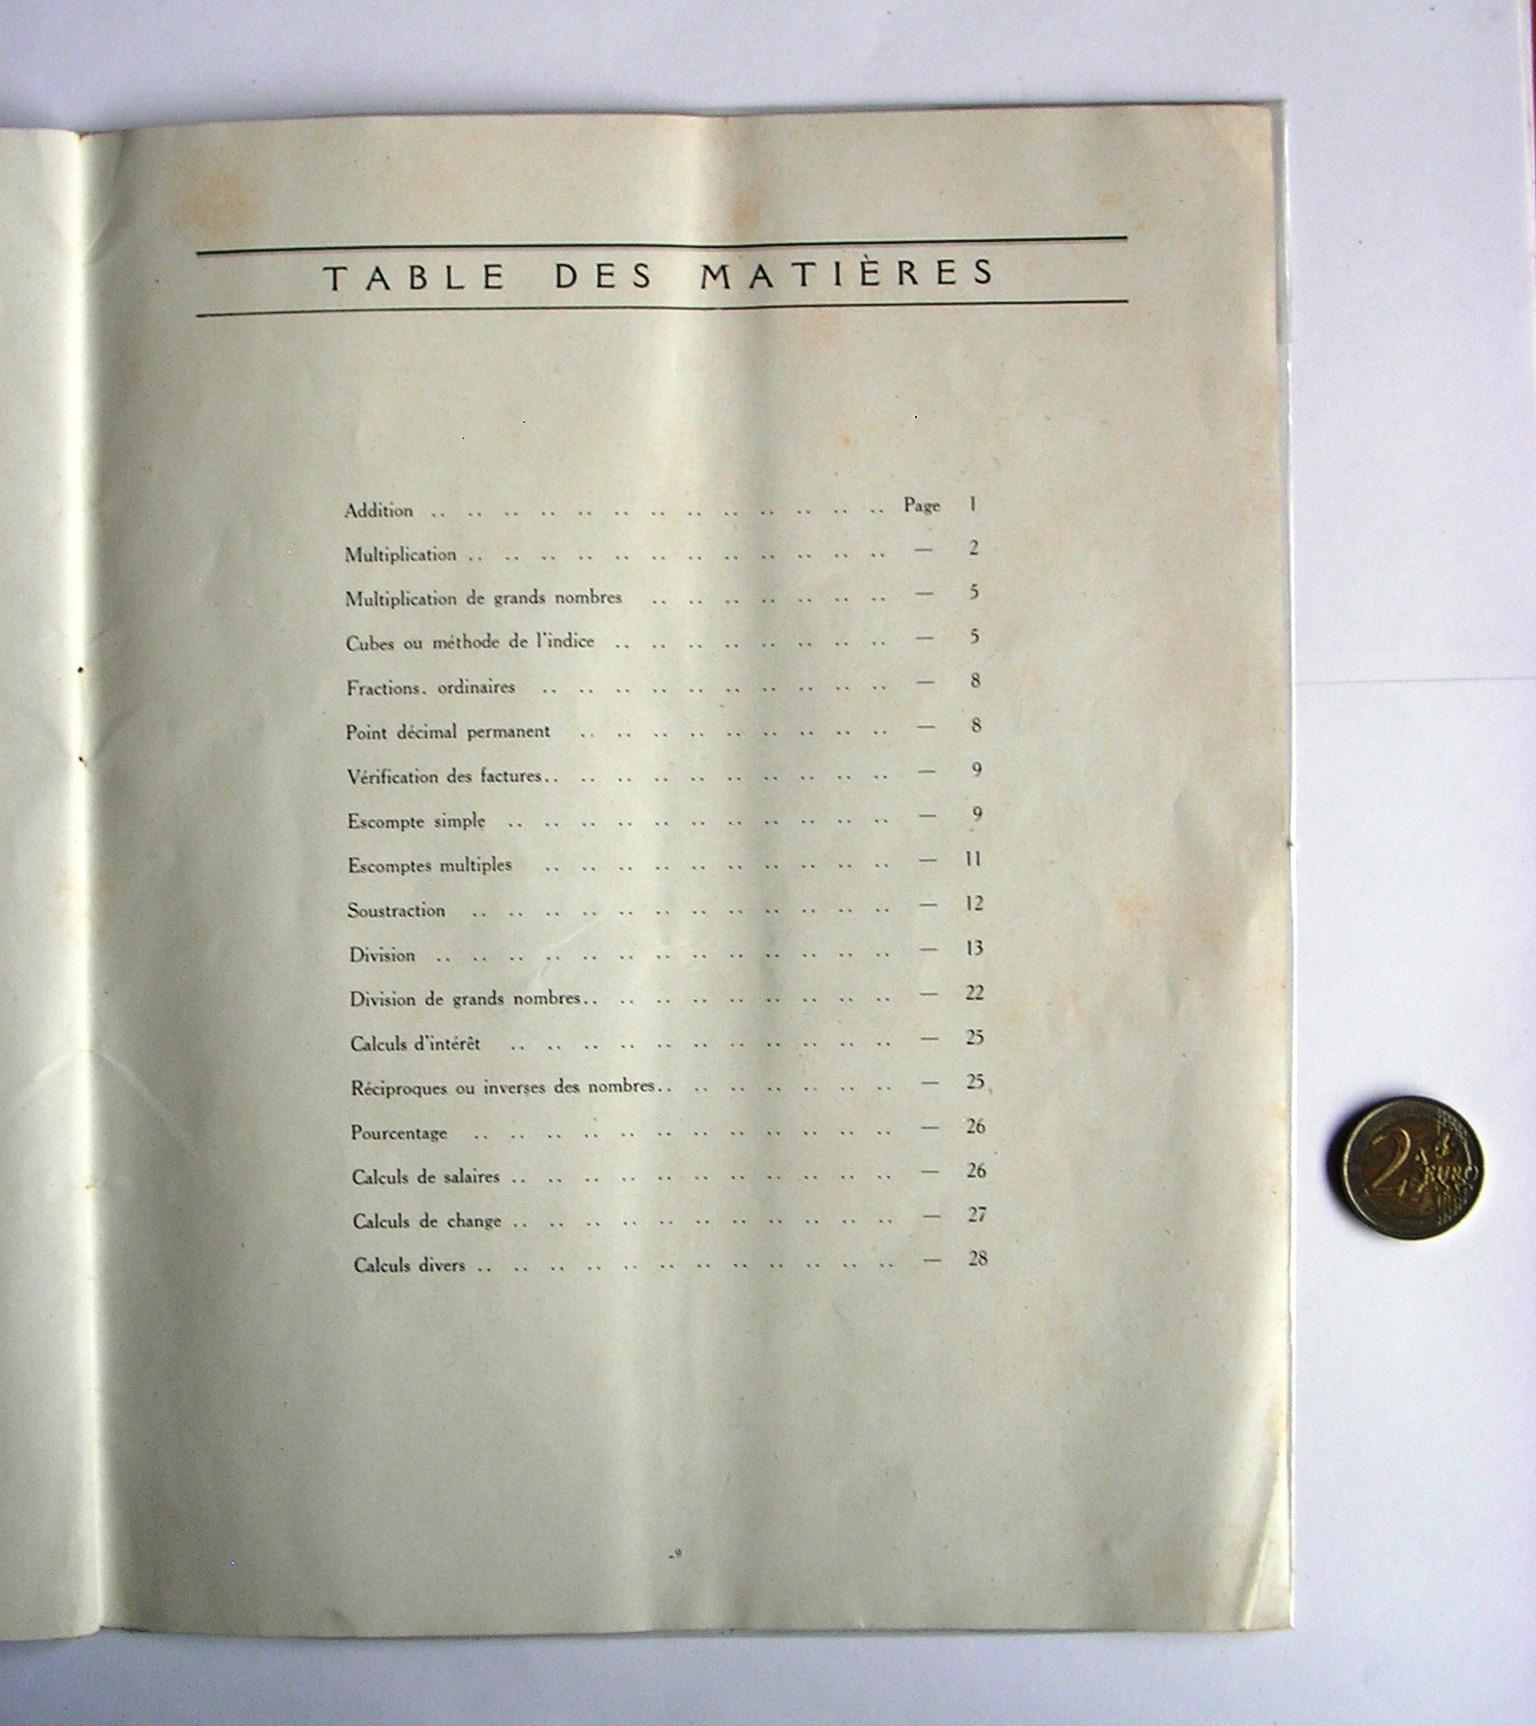 TABLE DES MATIÈRES
Addition .. .. .. .. .. .. .. .. .. .. .. .. .. Page 1
Multiplication .. .. .. .. .. .. .. .. .. .. .. .. — 2
Multiplication de grands nombres .. .. .. .. .. .. .. — 5
Cubes ou méthode de l'indice .. .. .. .. .. .. .. .. — 5
Fractions. ordinaires .. .. .. .. .. .. .. .. .. .. — 8
Point décimal permanent .. .. .. .. .. .. .. .. .. — 8
Vérification des factures.. .. .. .. .. .. .. .. .. .. — 9
Escompte simple .. .. .. .. .. .. .. .. .. .. .. — 9
Escomptes multiples .. .. .. .. .. .. .. .. .. .. — 11
Soustraction .. .. .. .. .. .. .. .. .. .. .. .. — 12
Division .. .. .. .. .. .. .. .. .. .. .. .. .. — 13
Division de grands nombres.. .. .. .. .. .. .. .. .. — 22
Calculs d'intérêt .. .. .. .. .. .. .. .. .. .. .. — 25
Réciproques ou inverses des nombres.. .. .. .. .. .. .. — 25
Pourcentage .. .. .. .. .. .. .. .. .. .. .. .. — 26
Calculs de salaires .. .. .. .. .. .. .. .. .. .. .. — 26
Calculs de change .. .. .. .. .. .. .. .. .. .. .. — 27
Calculs divers .. .. .. .. .. .. .. .. .. .. .. .. — 28
2 EURO